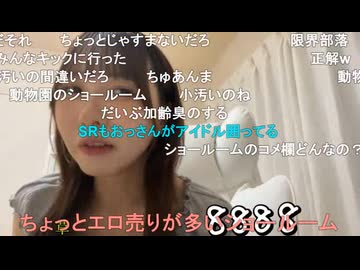 だそれ　ちょっとじゃすまないだろ　限界部落
みんなキックに行った　正解w
汚いの間違いだろ　ちゅあんま　動物
動物園のショールーム　小汚いのね
だいぶ加齢臭のする
SRもおっさんがアイドル囲ってる
ショールームのコメ欄どんなの？
8888
ちょっとエロ売りが多いショールーム